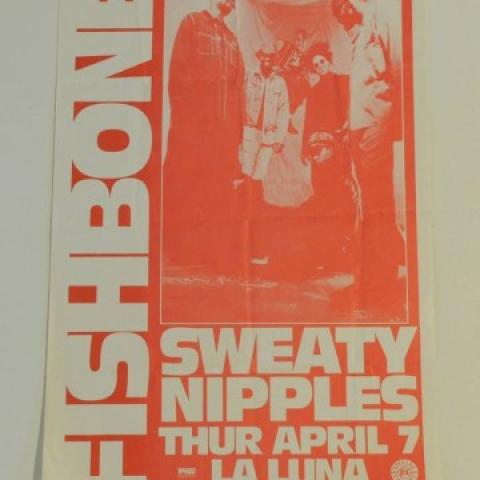 FISHBONE
SWEATY
NIPPLES
THUR APRIL 7
LA LUNA